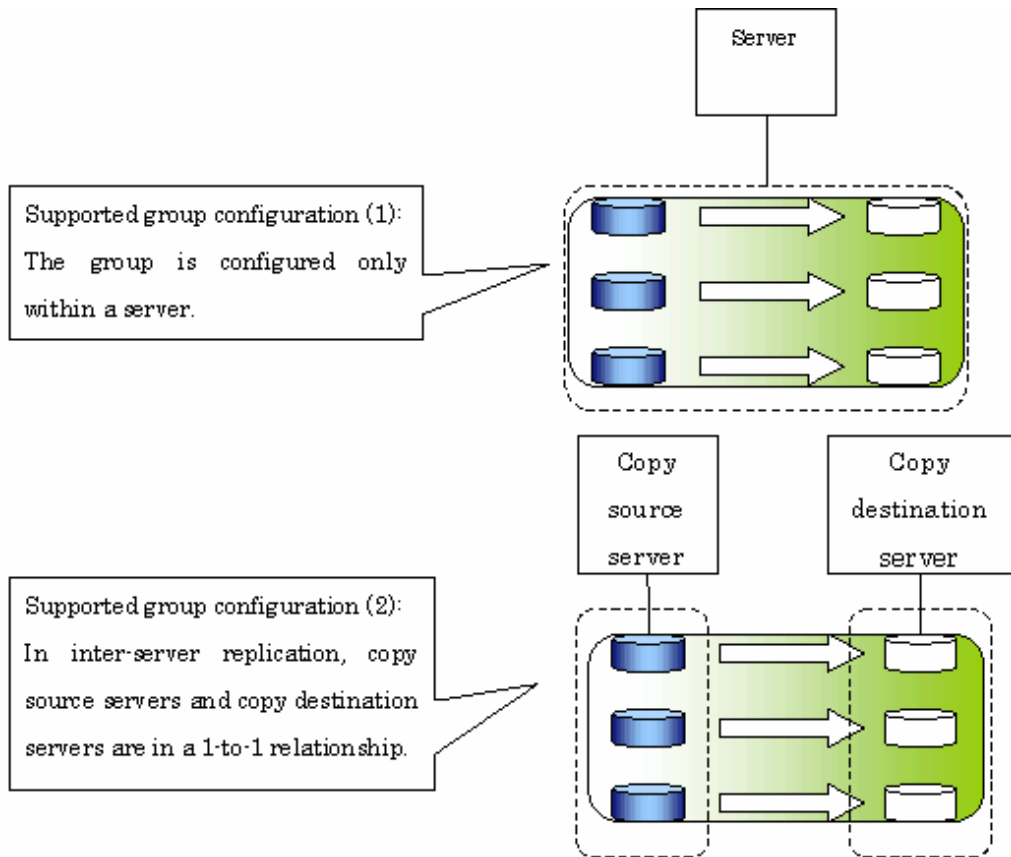 Server
Supported group configuration (1):
The group is configured only
within a server.
Copy
source
server
Copy
destination
server
Supported group configuration (2):
In inter-server replication, copy
source servers and copy destination
servers are in a 1-to-1 relationship.